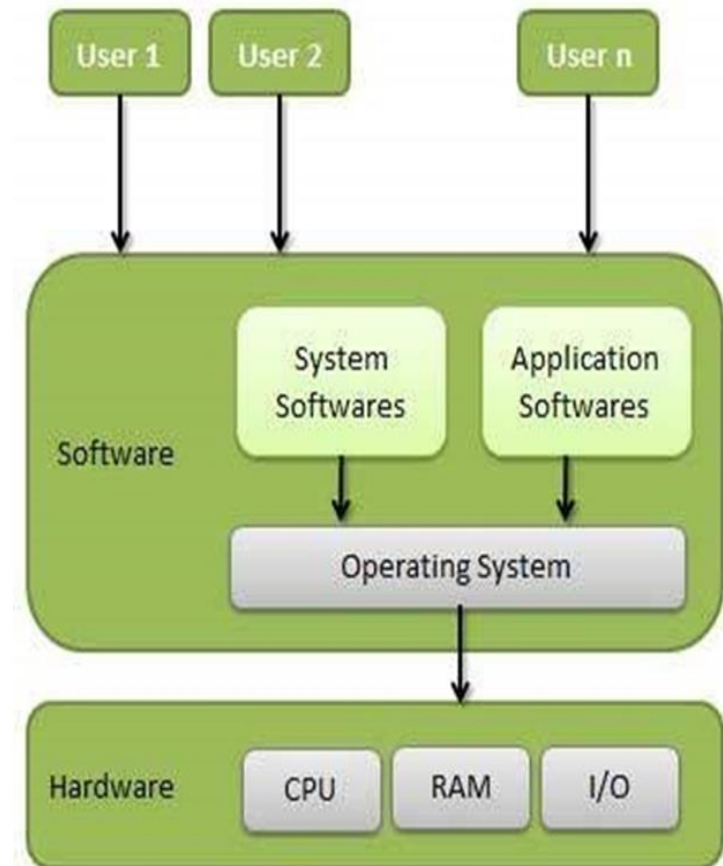 User 1
User 2
User n
System
Softwares
Application
Softwares
Software
Operating System
Hardware
CPU
RAM
I/O